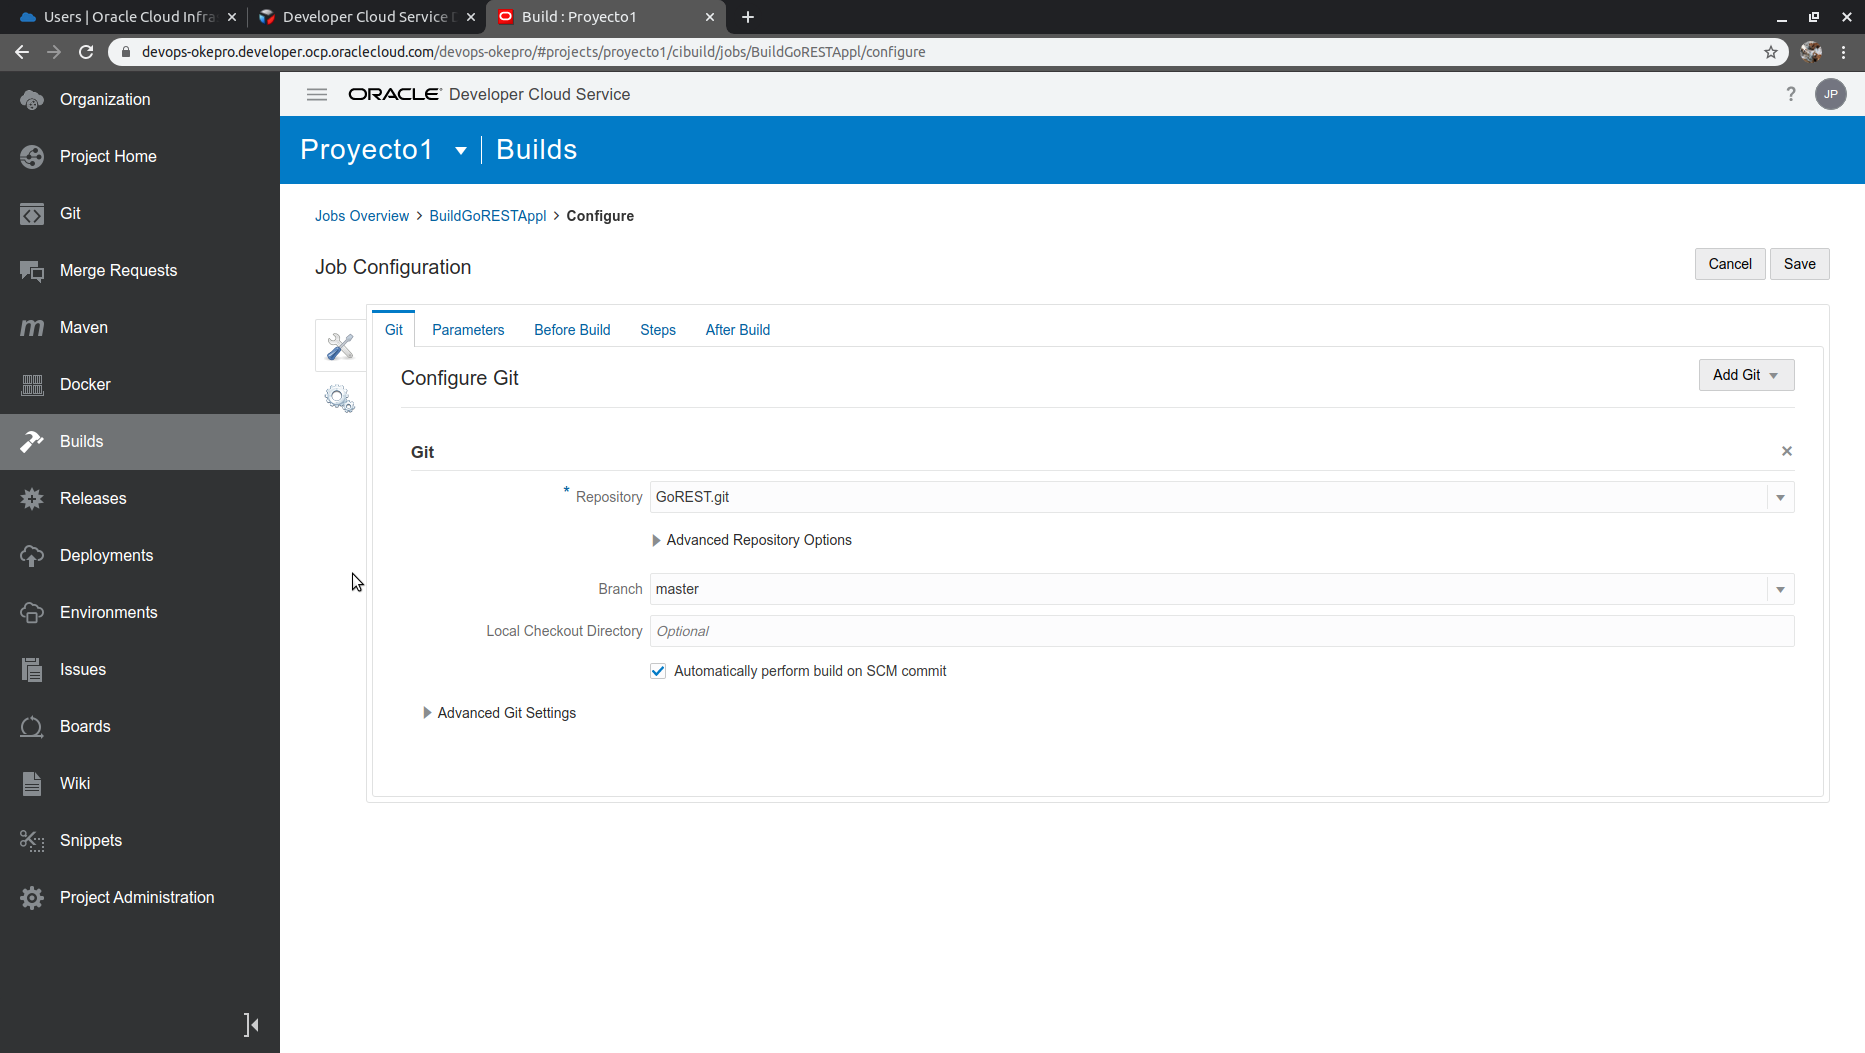 Users | Oracle Cloud Infra
Developer Cloud Service D
Build : Proyecto1
devops-okepro.developer.ocp.oraclecloud.com/devops-okepro/#projects/proyecto1/cibuild/jobs/BuildGoRESTAppl/configure
Organization
Project Home
Git
Merge Requests
Maven
Docker
Builds
Releases
Deployments
Environments
Issues
Boards
Wiki
Snippets
Project Administration
ORACLE Developer Cloud Service
? JP
Proyecto1 Builds
Jobs Overview > BuildGoRESTAppl > Configure
Job Configuration
Cancel Save
Git Parameters Before Build Steps After Build
Configure Git
Add Git
Git
* Repository GoREST.git
Advanced Repository Options
Branch master
Local Checkout Directory Optional
Automatically perform build on SCM commit
Advanced Git Settings